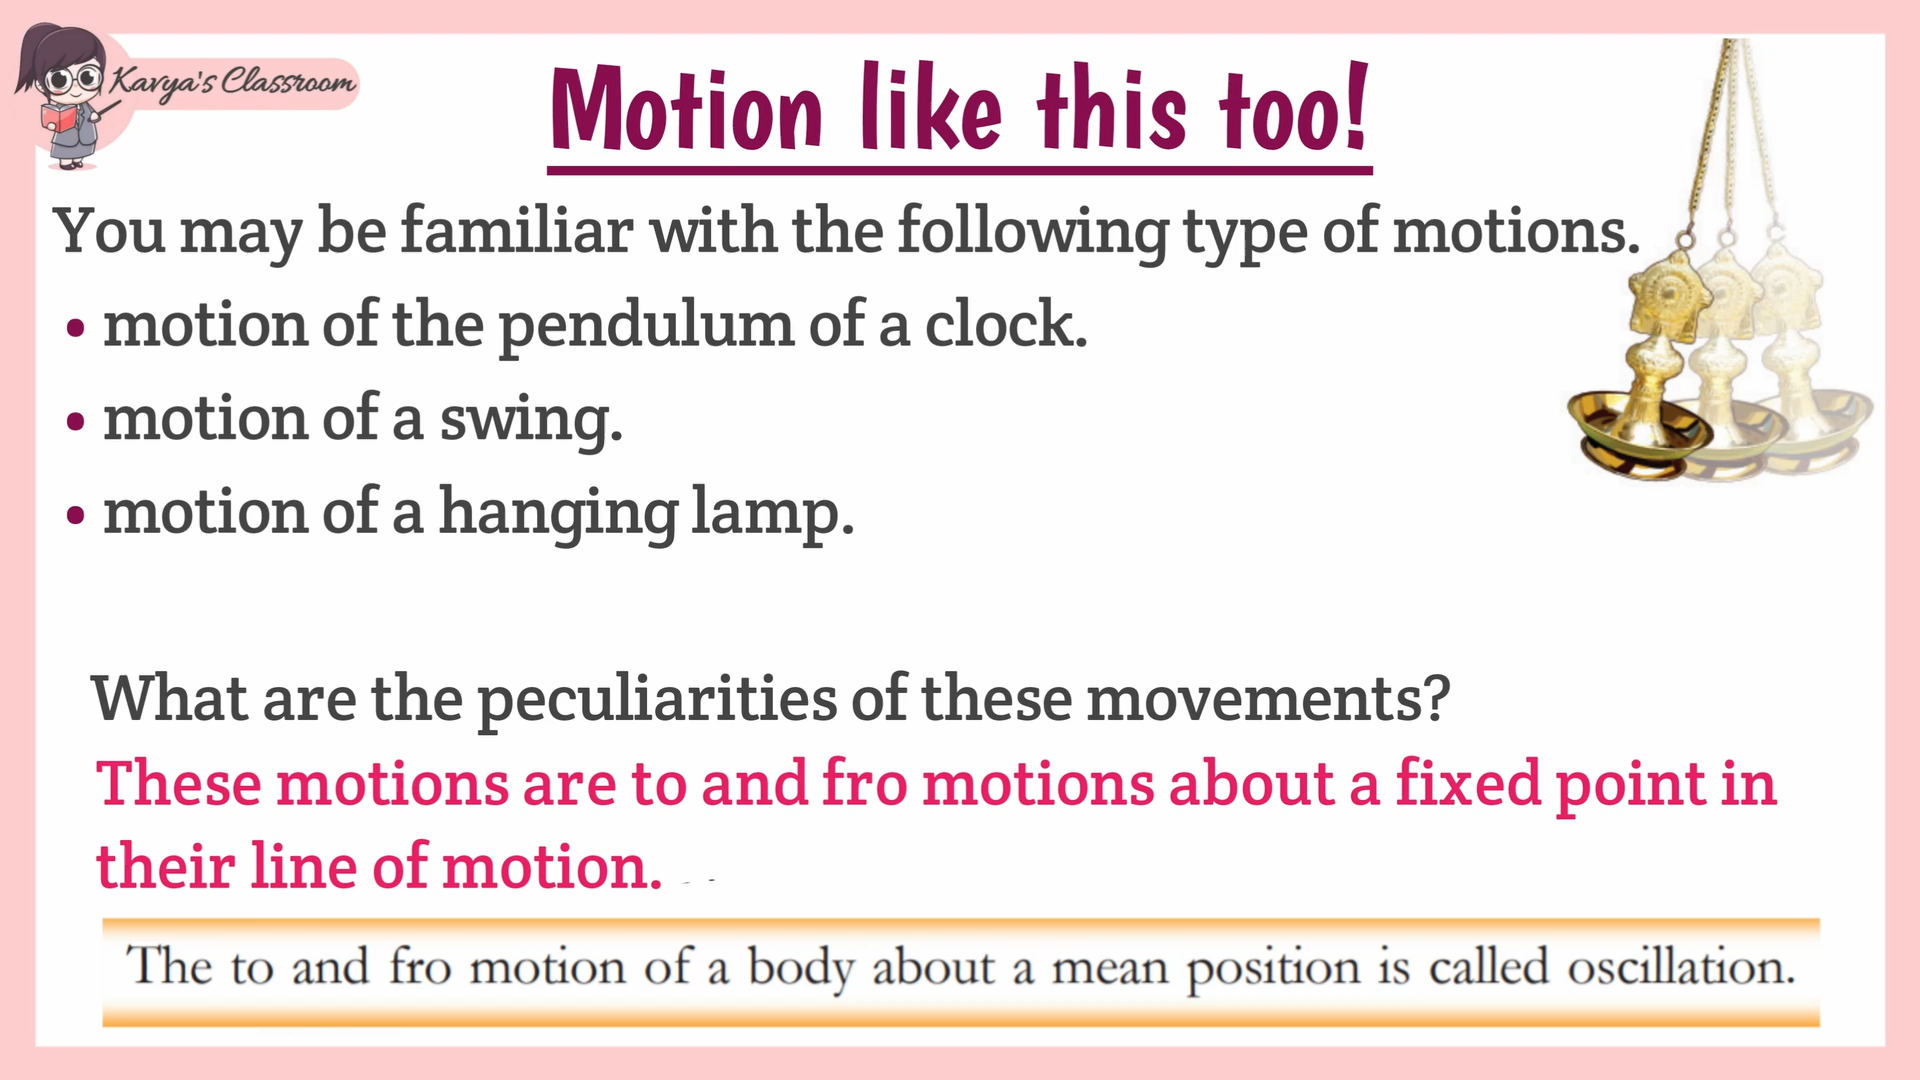 Kavya's Classroom
Motion like this too!
You may be familiar with the following type of motions.
• motion of the pendulum of a clock.
• motion of a swing.
• motion of a hanging lamp.
What are the peculiarities of these movements?
These motions are to and fro motions about a fixed point in
their line of motion.
The to and fro motion of a body about a mean position is called oscillation.